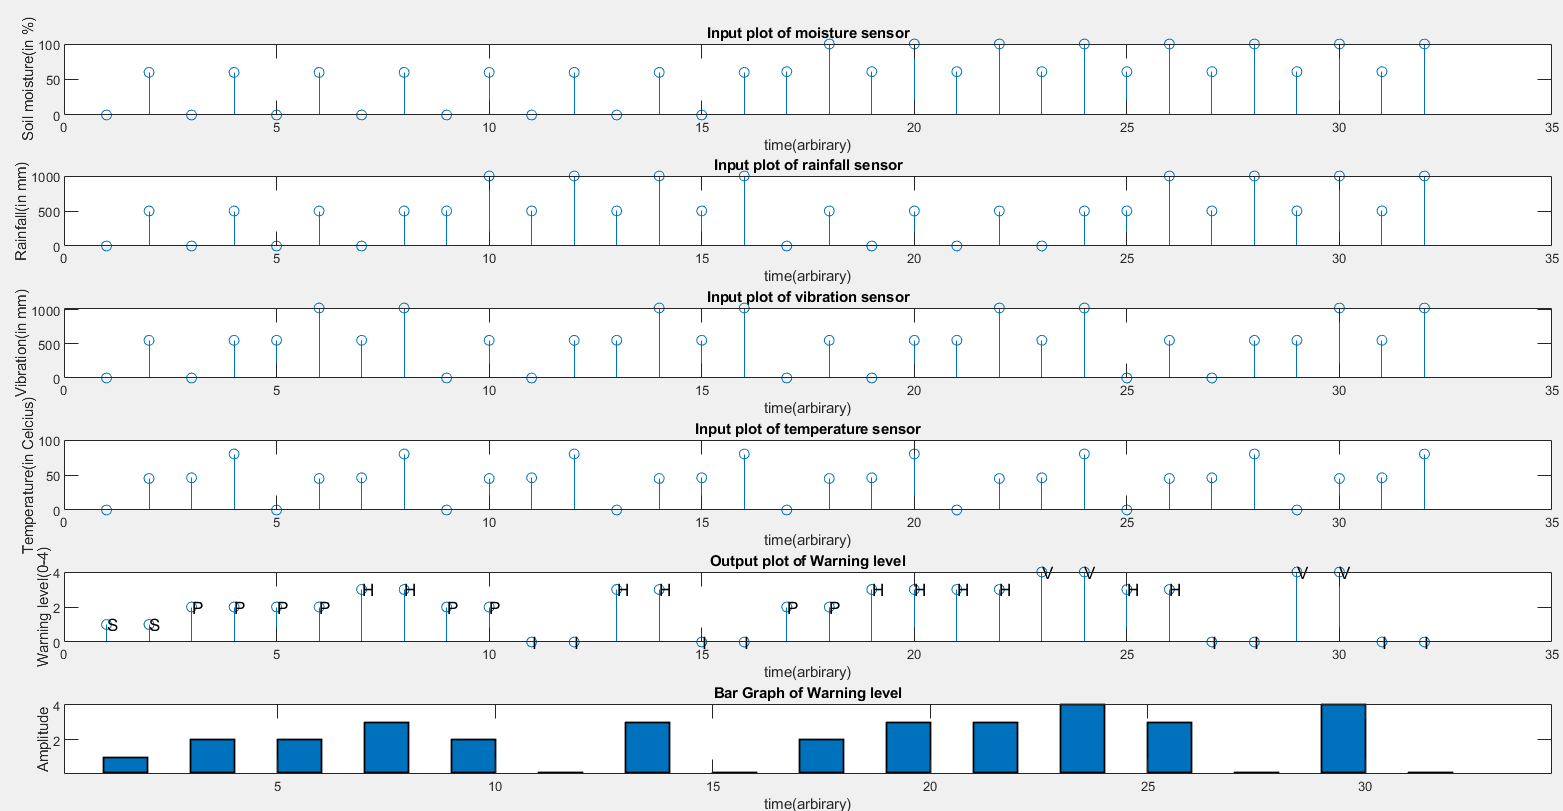 Input plot of moisture sensor
Soil moisture(in %)
100
50
0
0 5 10 15 20 25 30 35
time(arbirary)
Input plot of rainfall sensor
Rainfall(in mm)
1000
500
0
0 5 10 15 20 25 30 35
time(arbirary)
Input plot of vibration sensor
Vibration(in mm)
1000
500
0
0 5 10 15 20 25 30 35
time(arbirary)
Input plot of temperature sensor
Temperature(in Celcius)
100
50
0
0 5 10 15 20 25 30 35
time(arbirary)
Output plot of Warning level
Warning level(0-4)
4
2
0
S S P P P P H H P P I I H H I I P P H H H H V V H H I I V V I I
0 5 10 15 20 25 30 35
time(arbirary)
Bar Graph of Warning level
Amplitude
4
2
5 10 15 20 25 30
time(arbirary)